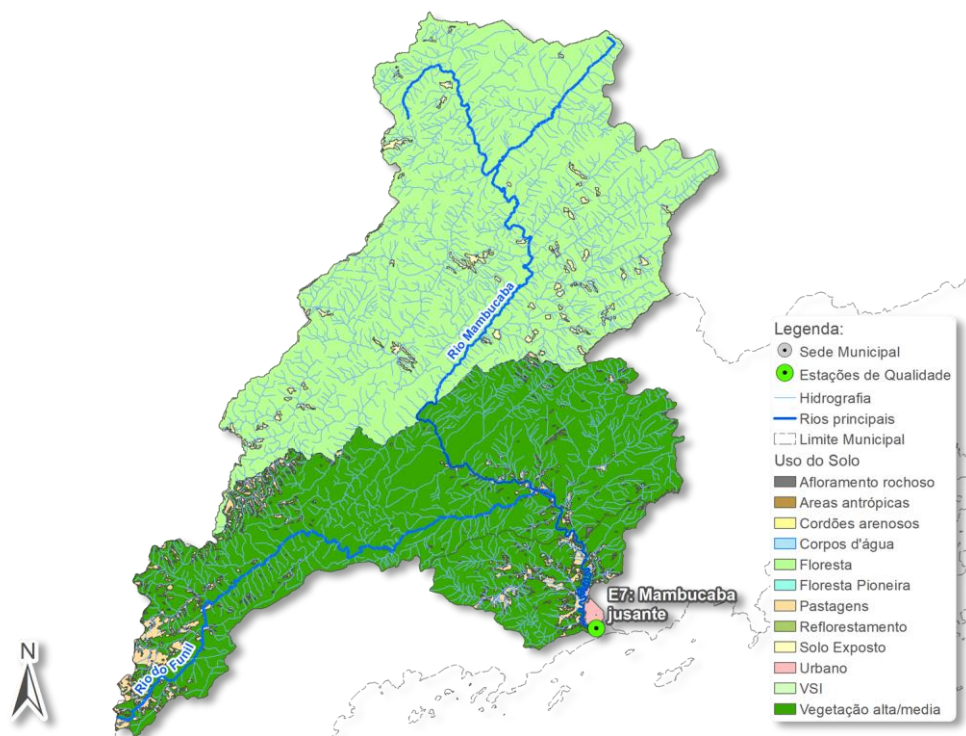 Rio Mambucaba
Legenda:
Sede Municipal
Estações de Qualidade
Hidrografia
Rios principais
Limite Municipal
Uso do Solo
Afloramento rochoso
Areas antrópicas
Cordões arenosos
Corpos d'água
Floresta
Floresta Pioneira
Pastagens
Reflorestamento
Solo Exposto
Urbano
VSI
Vegetação alta/media
E7: Mambucaba
jusante
N
Rio do Funil